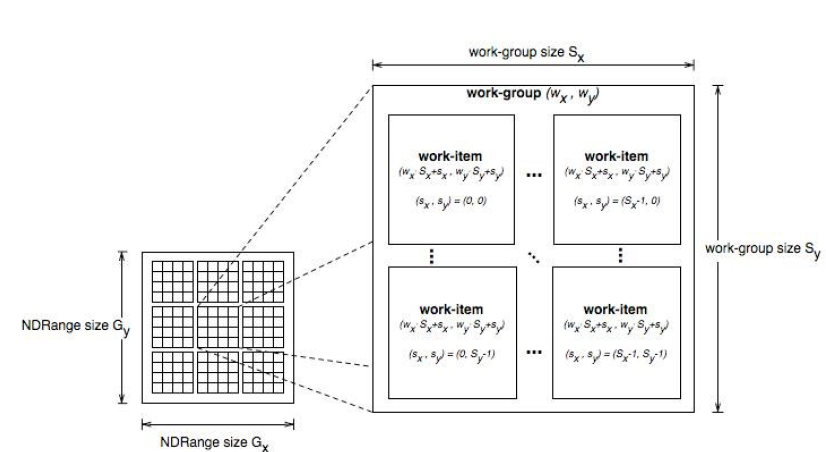 work-group size Sx
work-group (wx , wy)
work-item
(wx Sx+sx , wy Sy+sy)
(sx , sy) = (0, 0)
...
work-item
(wx Sx+sx , wy Sy+sy)
(sx , sy) = (Sx-1, 0)
work-group size Sy
NDRange size Gy
work-item
(wx Sx+sx , wy Sy+sy)
(sx , sy) = (0, Sy-1)
...
work-item
(wx Sx+sx , wy Sy+sy)
(sx , sy) = (Sx-1, Sy-1)
NDRange size Gx